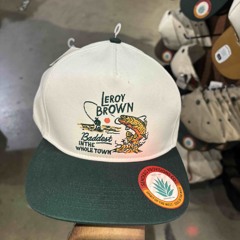 LEROY
BROWN
Baddest
IN THE
WHOLE TOWN